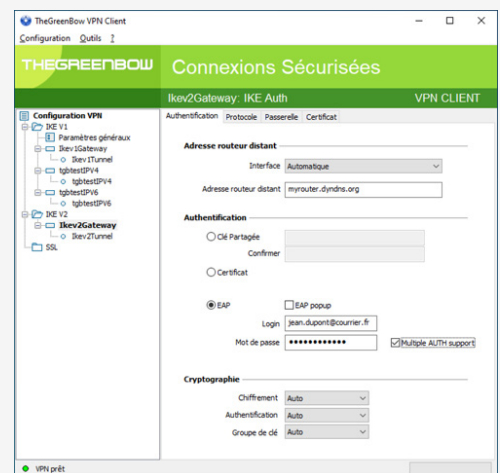 TheGreenBow VPN Client
Configuration Outils ?
THEGREENBOW
Connexions Sécurisées
Ikev2Gateway: IKE Auth
VPN CLIENT
Configuration VPN
IKE V1
Paramètres généraux
Ikev1Gateway
Ikev1Tunnel
tgbtestIPV4
tgbtestIPV4
tgbtestIPV6
tgbtestIPV6
IKE V2
Ikev2Gateway
Ikev2Tunnel
SSL
Authentification Protocole Passerelle Certificat
Adresse routeur distant
Interface Automatique
Adresse routeur distant myrouter.dyndns.org
Authentification
Clé Partagée
Confirmer
Certificat
EAP EAP popup
Login jean.dupont@courrier.fr
Mot de passe •••••••••••• Multiple AUTH support
Cryptographie
Chiffrement Auto
Authentification Auto
Groupe de clé Auto
VPN prêt